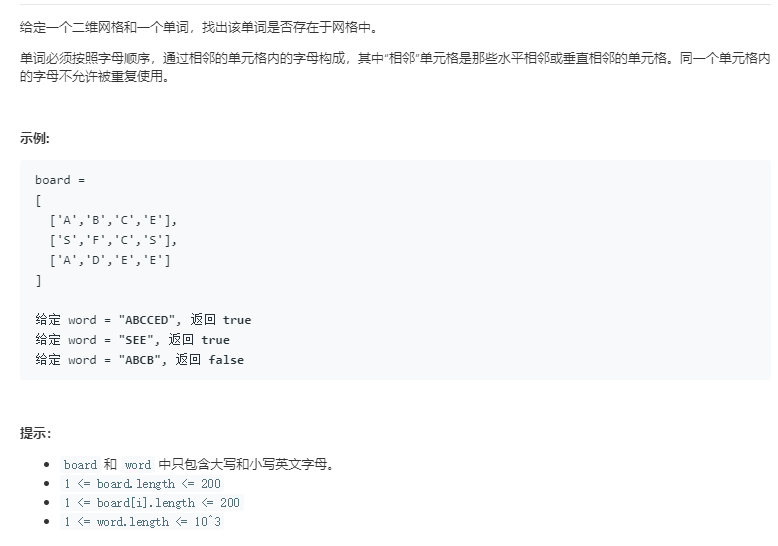 给定一个二维网格和一个单词，找出该单词是否存在于网格中。
单词必须按照字母顺序，通过相邻的单元格内的字母构成，其中“相邻”单元格是那些水平相邻或垂直相邻的单元格。同一个单元格内
的字母不允许被重复使用。
示例:
board =
[
  ['A','B','C','E'],
  ['S','F','C','S'],
  ['A','D','E','E']
]
给定 word = "ABCCED", 返回 true
给定 word = "SEE", 返回 true
给定 word = "ABCB", 返回 false
提示：
• board 和 word 中只包含大写和小写英文字母。
• 1 <= board.length <= 200
• 1 <= board[i].length <= 200
• 1 <= word.length <= 10^3